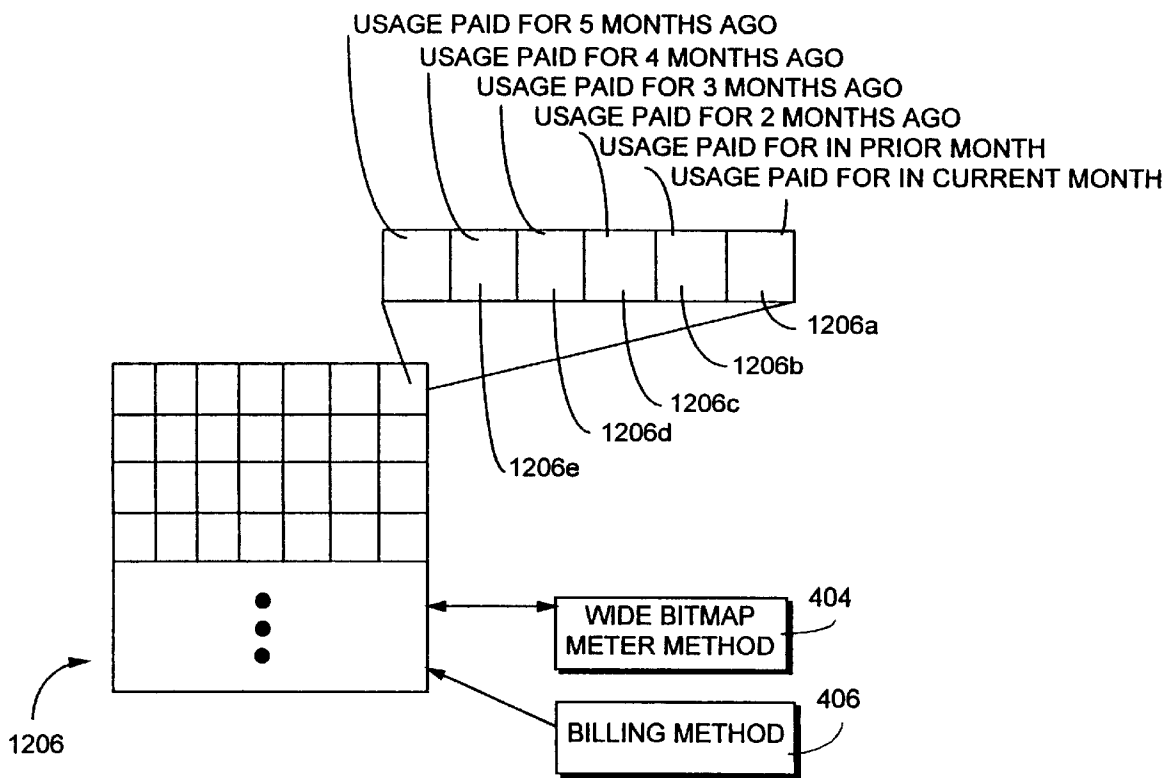 USAGE PAID FOR 5 MONTHS AGO
USAGE PAID FOR 4 MONTHS AGO
USAGE PAID FOR 3 MONTHS AGO
USAGE PAID FOR 2 MONTHS AGO
USAGE PAID FOR IN PRIOR MONTH
USAGE PAID FOR IN CURRENT MONTH
1206a
1206b
1206c
1206d
1206e
404
WIDE BITMAP
METER METHOD
406
BILLING METHOD
1206